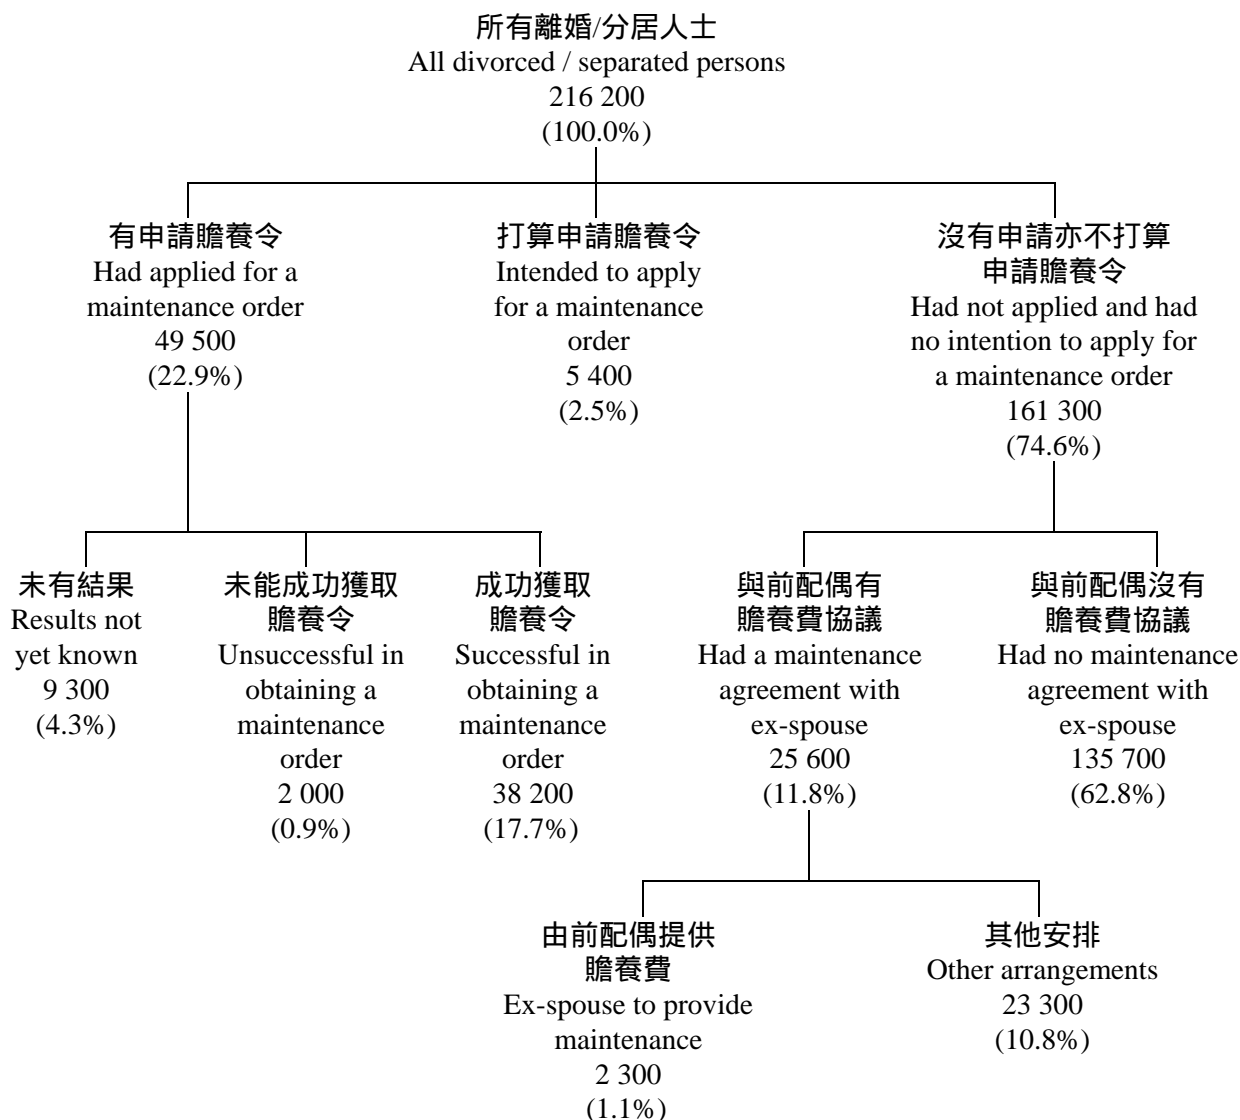 所有離婚/分居人士
All divorced / separated persons
216 200
(100.0%)
有申請贍養令
Had applied for a
maintenance order
49 500
(22.9%)
打算申請贍養令
Intended to apply
for a maintenance
order
5 400
(2.5%)
沒有申請亦不打算
申請贍養令
Had not applied and had
no intention to apply for
a maintenance order
161 300
(74.6%)
未有結果
Results not
yet known
9 300
(4.3%)
未能成功獲取
贍養令
Unsuccessful in
obtaining a
maintenance
order
2 000
(0.9%)
成功獲取
贍養令
Successful in
obtaining a
maintenance
order
38 200
(17.7%)
與前配偶有
贍養費協議
Had a maintenance
agreement with
ex-spouse
25 600
(11.8%)
與前配偶沒有
贍養費協議
Had no maintenance
agreement with
ex-spouse
135 700
(62.8%)
由前配偶提供
贍養費
Ex-spouse to provide
maintenance
2 300
(1.1%)
其他安排
Other arrangements
23 300
(10.8%)